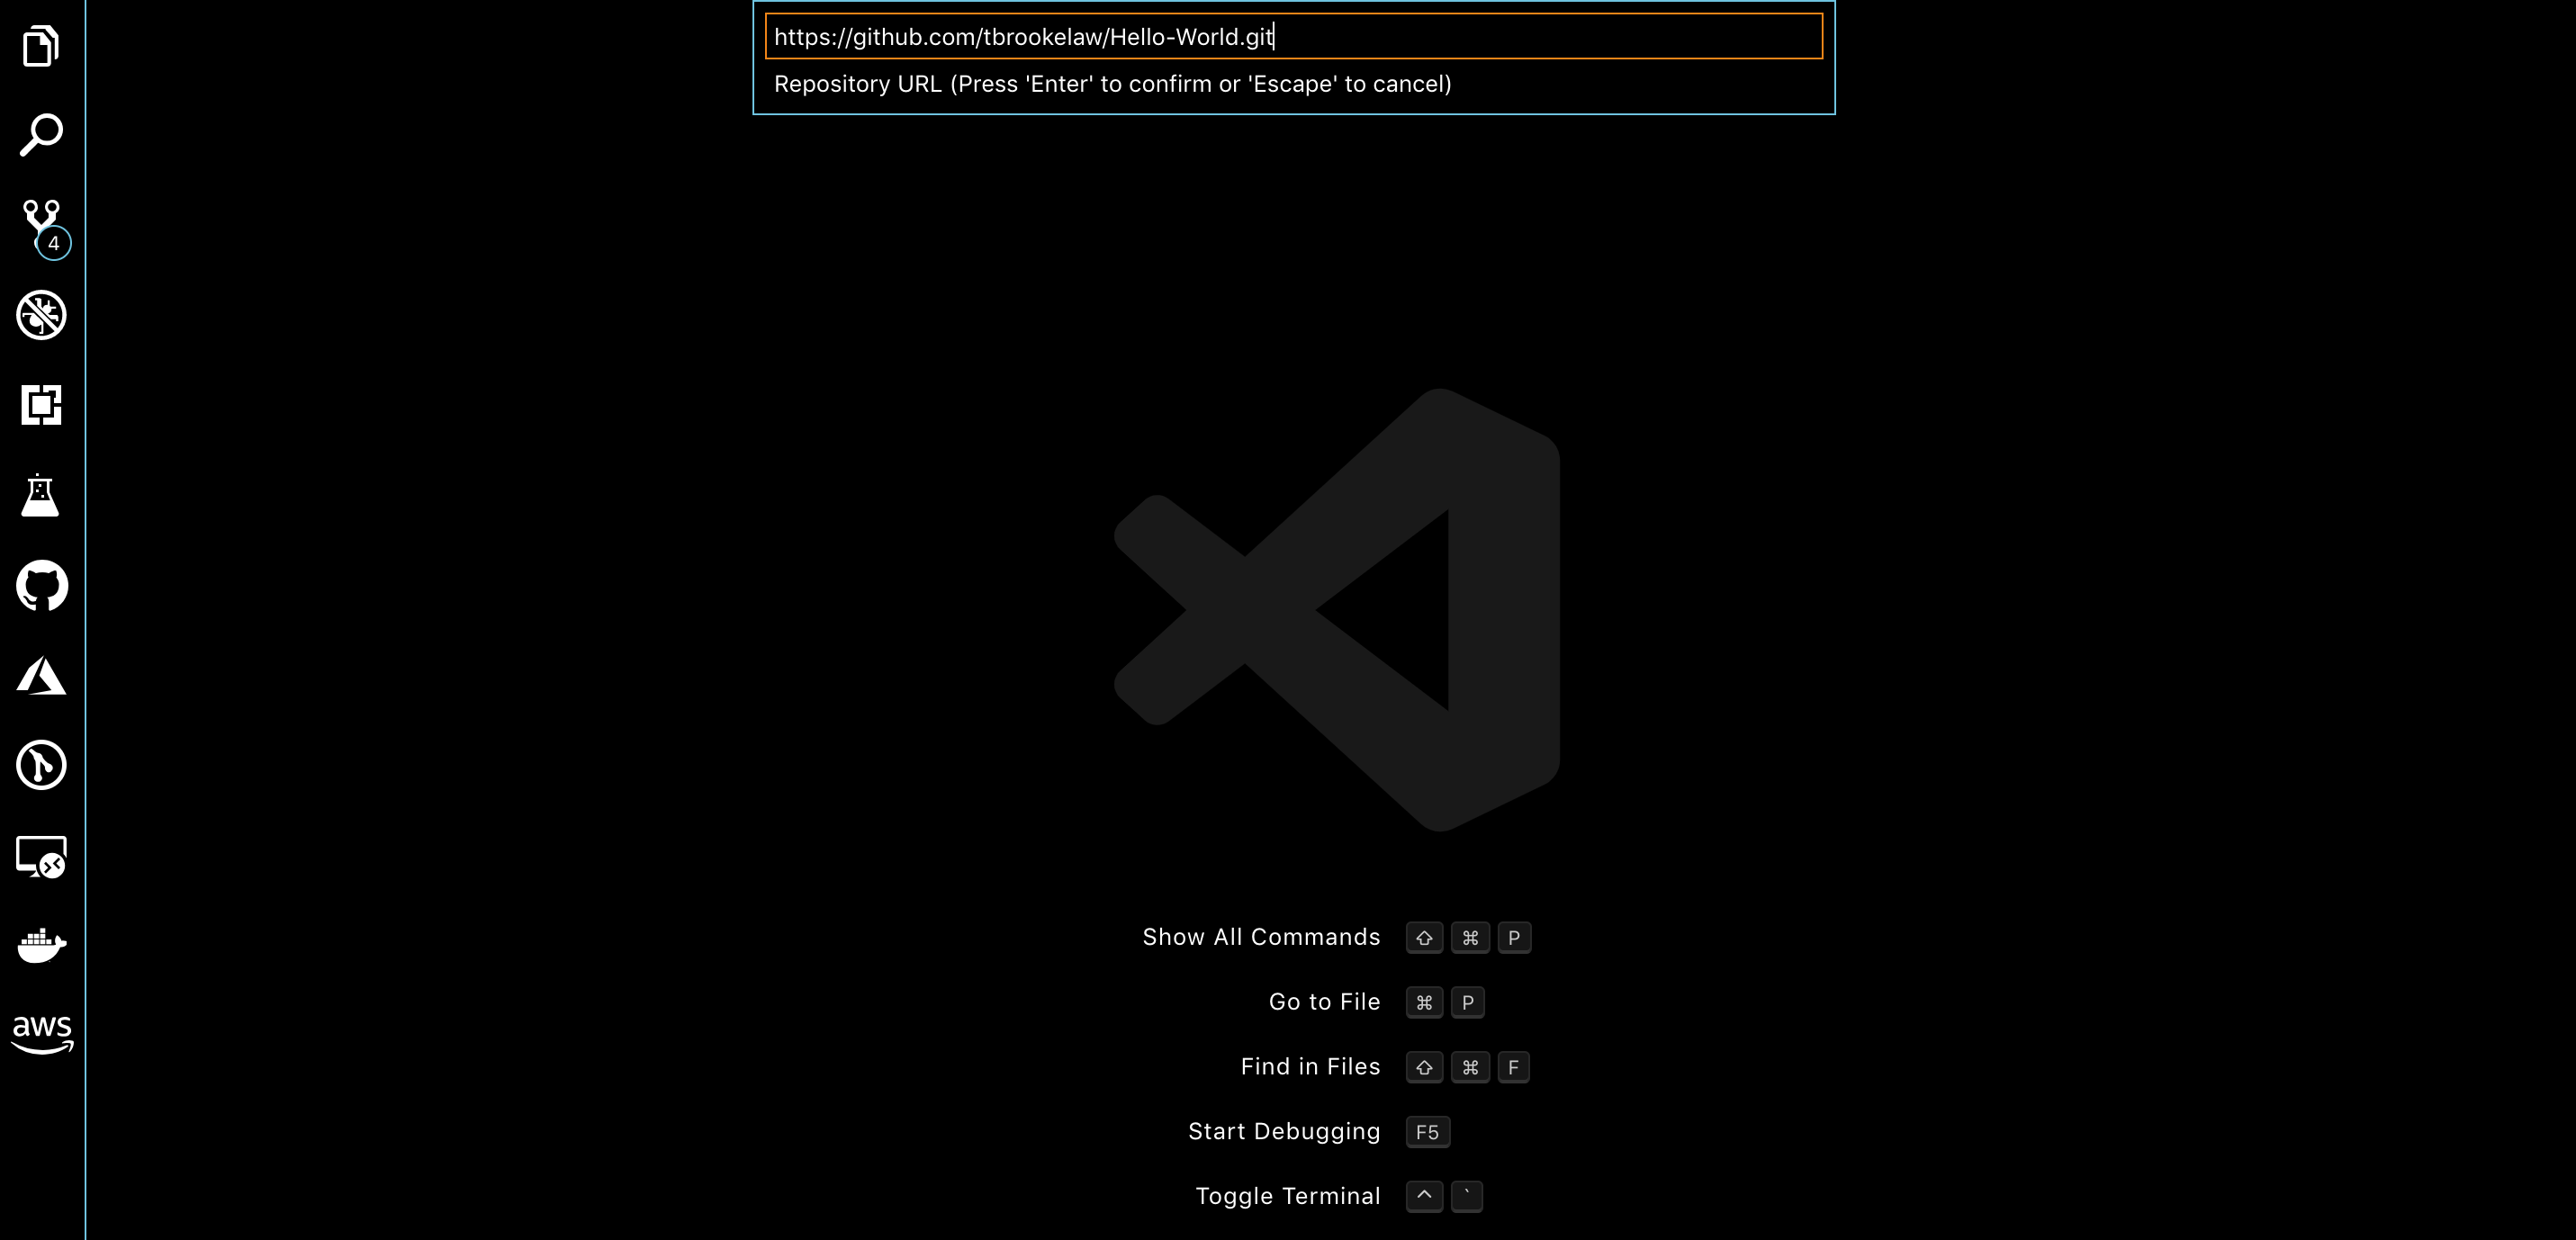 https://github.com/tbrookelaw/Hello-World.git
Repository URL (Press 'Enter' to confirm or 'Escape' to cancel)
4
aws
Show All Commands ⇧ ⌘ P
Go to File ⌘ P
Find in Files ⇧ ⌘ F
Start Debugging F5
Toggle Terminal ^ `